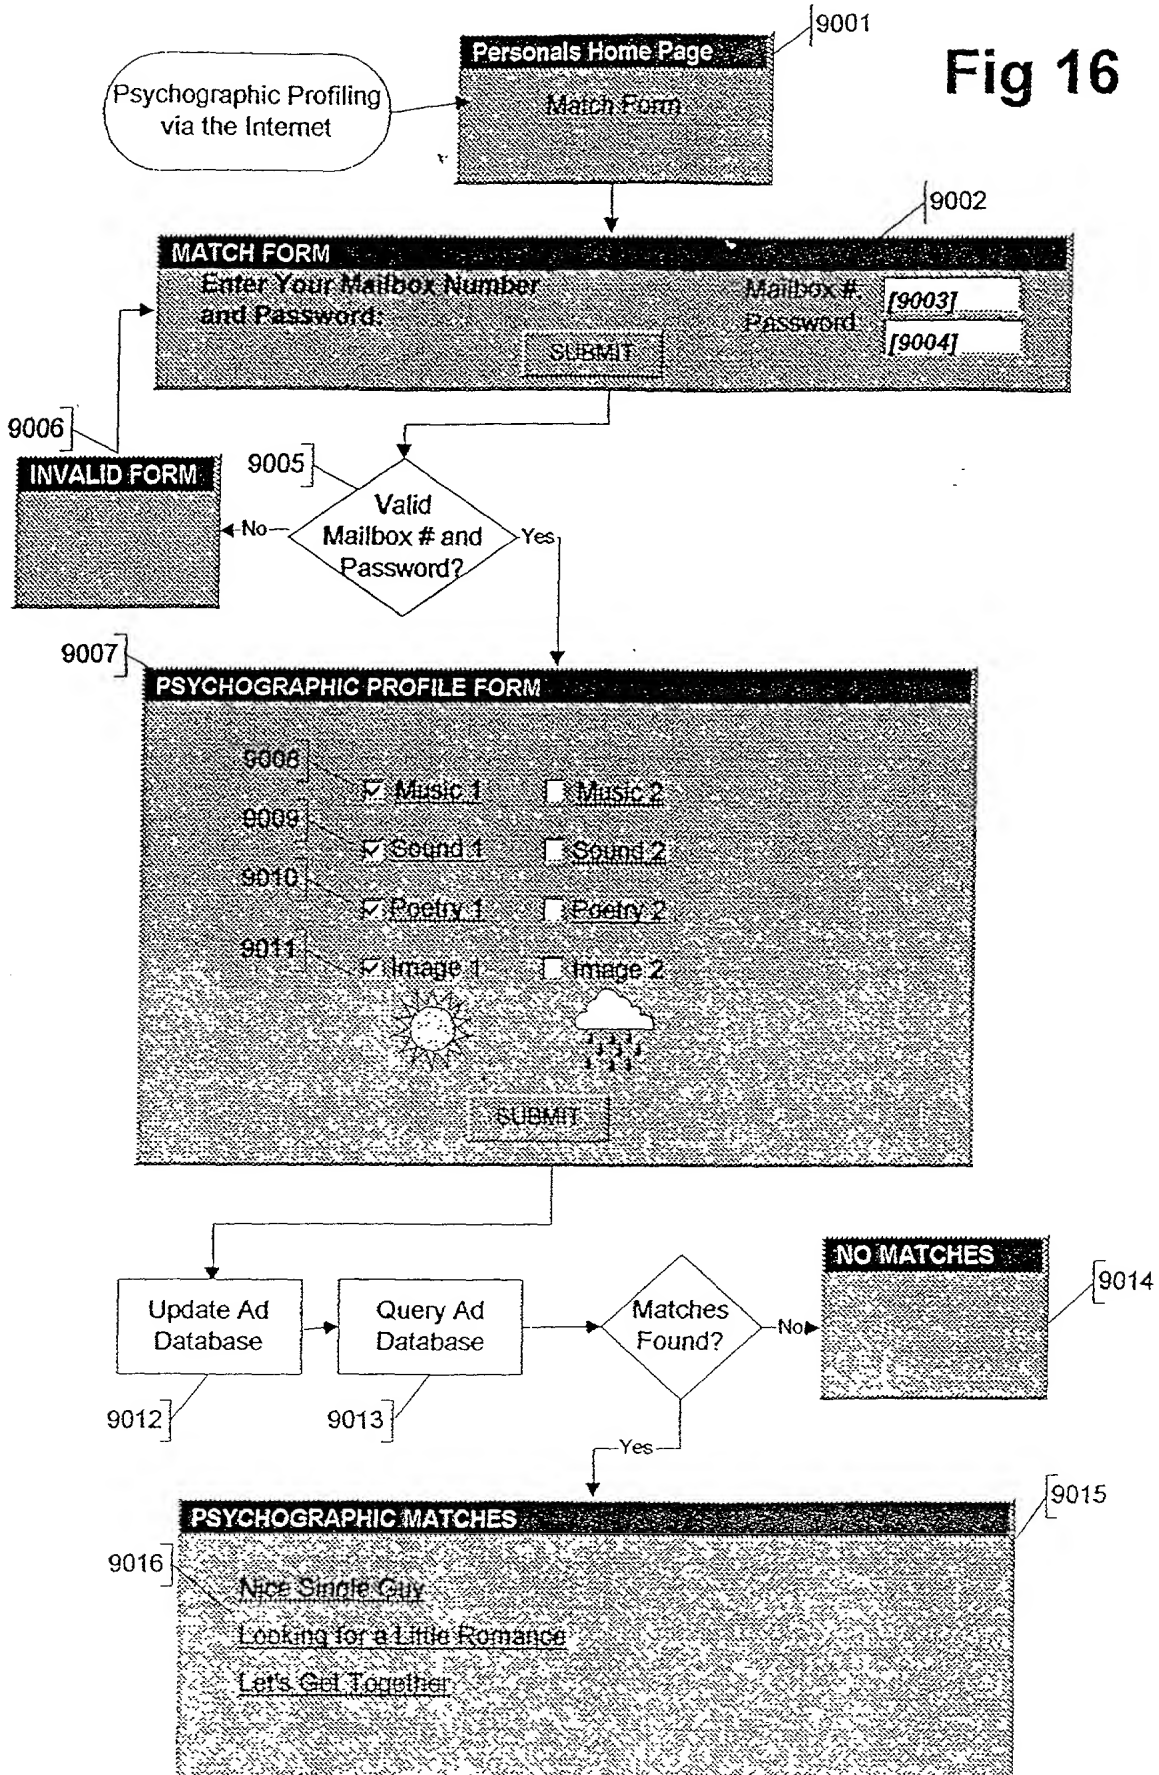 Fig 16
9001
Personals Home Page
Match Form
Psychographic Profiling
via the Internet
9002
MATCH FORM
Enter Your Mailbox Number
and Password:
Mailbox #:
[9003]
Password:
[9004]
SUBMIT
9006
INVALID FORM
9005
Valid
Mailbox # and
Password?
No
Yes
9007
PSYCHOGRAPHIC PROFILE FORM
9008
Music 1 Music 2
9009
Sound 1 Sound 2
9010
Poetry 1 Poetry 2
9011
Image 1 Image 2
SUBMIT
Update Ad
Database
Query Ad
Database
Matches
Found?
No
NO MATCHES
9014
9012
9013
Yes
9015
PSYCHOGRAPHIC MATCHES
9016
Nice Single Guy
Looking for a Little Romance
Let's Get Together